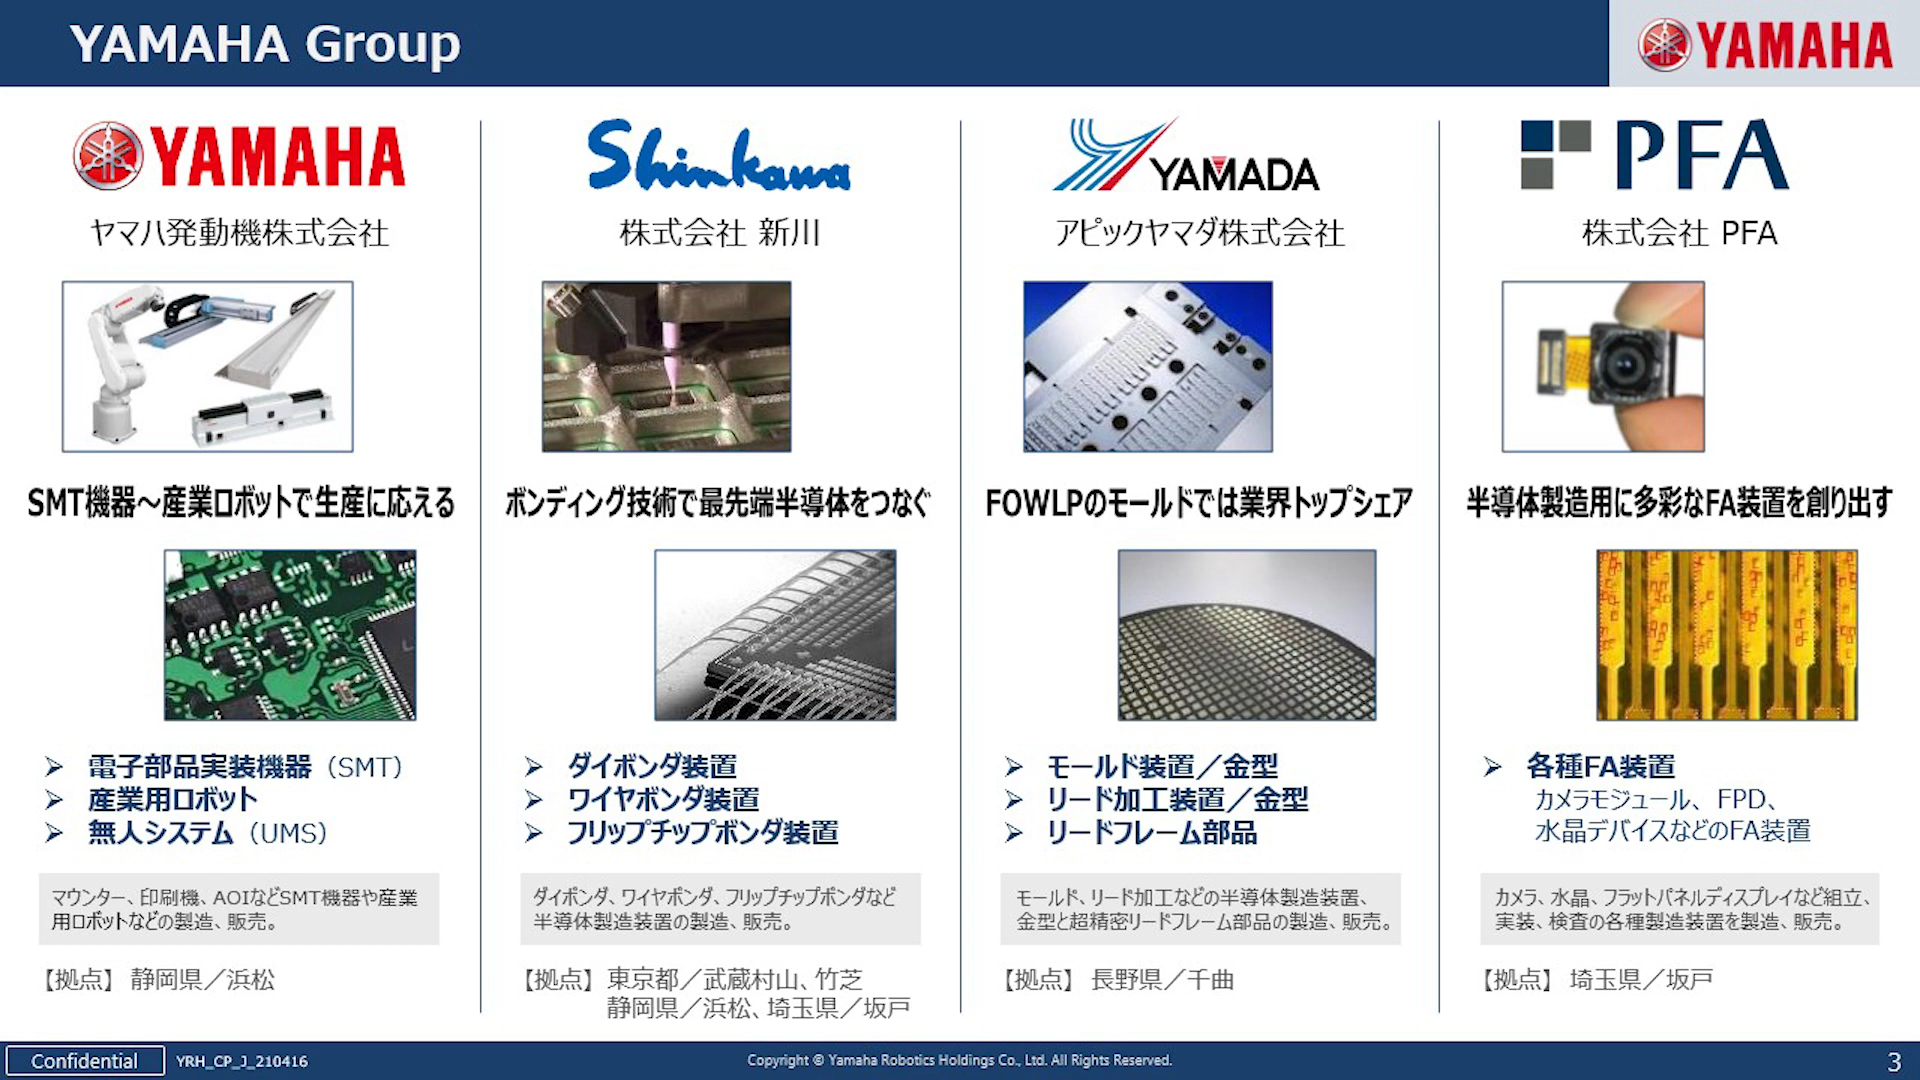 YAMAHA Group
YAMAHA
YAMAHA
ヤマハ発動機株式会社
SMT機器～産業ロボットで生産に応える
➢ 電子部品実装機器（SMT）
➢ 産業用ロボット
➢ 無人システム（UMS）
マウンター、印刷機、AOIなどSMT機器や産業
用ロボットなどの製造、販売。
【拠点】 静岡県／浜松
Shinkawa
株式会社 新川
ボンディング技術で最先端半導体をつなぐ
➢ ダイボンダ装置
➢ ワイヤボンダ装置
➢ フリップチップボンダ装置
ダイボンダ、ワイヤボンダ、フリップチップボンダなど
半導体製造装置の製造、販売。
【拠点】 東京都／武蔵村山、竹芝
静岡県／浜松、埼玉県／坂戸
YAMADA
アピックヤマダ株式会社
FOWLPのモールドでは業界トップシェア
➢ モールド装置／金型
➢ リード加工装置／金型
➢ リードフレーム部品
モールド、リード加工などの半導体製造装置、
金型と超精密リードフレーム部品の製造、販売。
【拠点】 長野県／千曲
PFA
株式会社 PFA
半導体製造用に多彩なFA装置を創り出す
➢ 各種FA装置
カメラモジュール、FPD、
水晶デバイスなどのFA装置
カメラ、水晶、フラットパネルディスプレイなど組立、
実装、検査の各種製造装置を製造、販売。
【拠点】 埼玉県／坂戸
Confidential
YRH_CP_J_210416
Copyright © Yamaha Robotics Holdings Co., Ltd. All Rights Reserved.
3